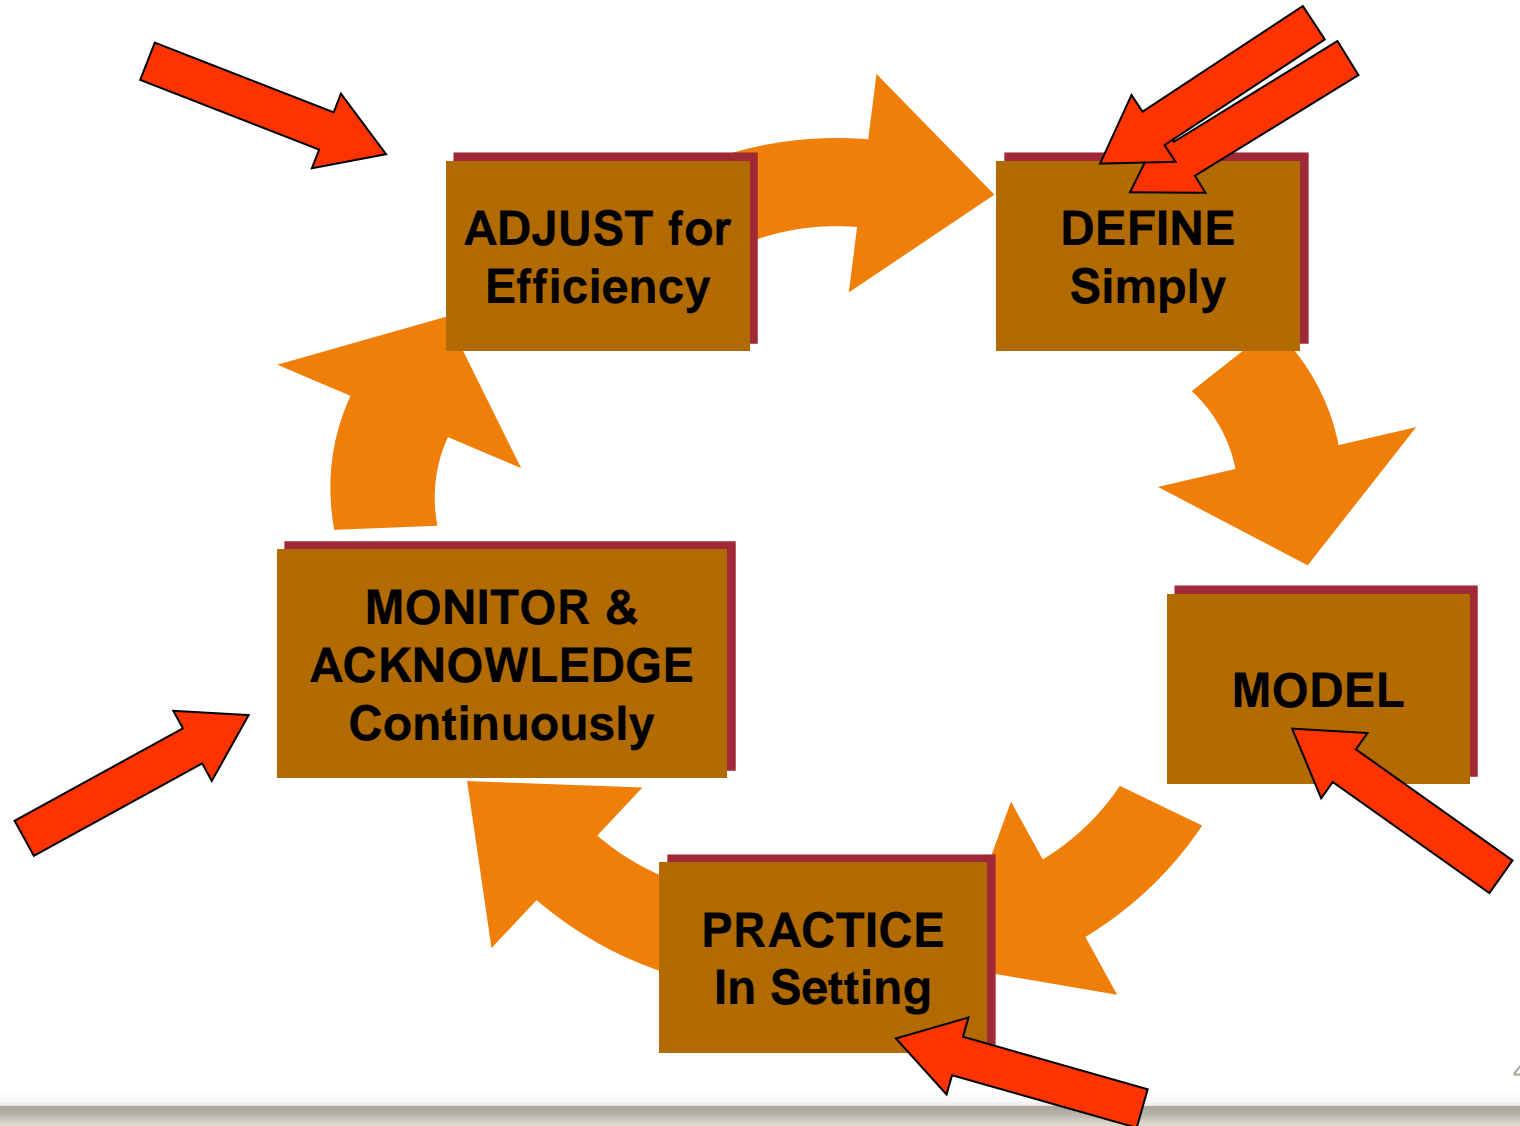 ADJUST for
Efficiency
DEFINE
Simply
MODEL
PRACTICE
In Setting
MONITOR &
ACKNOWLEDGE
Continuously